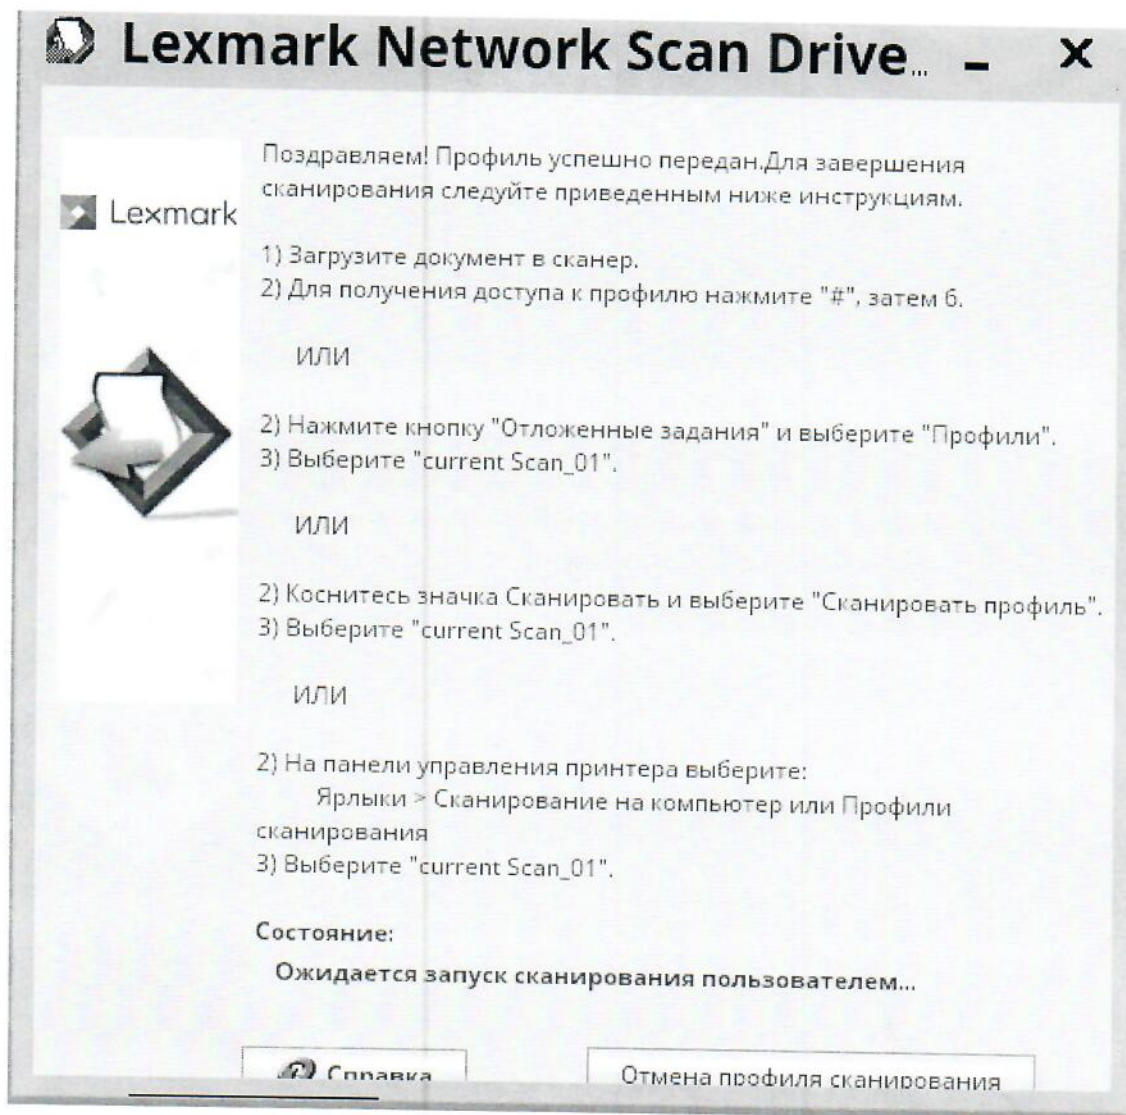 Lexmark Network Scan Drive...
Lexmark
Поздравляем! Профиль успешно передан.Для завершения
сканирования следуйте приведенным ниже инструкциям.
1) Загрузите документ в сканер.
2) Для получения доступа к профилю нажмите "#", затем 6.
ИЛИ
2) Нажмите кнопку "Отложенные задания" и выберите "Профили".
3) Выберите "current Scan_01".
ИЛИ
2) Коснитесь значка Сканировать и выберите "Сканировать профиль".
3) Выберите "current Scan_01".
ИЛИ
2) На панели управления принтера выберите:
Ярлыки > Сканирование на компьютер или Профили
сканирования
3) Выберите "current Scan_01".
Состояние:
Ожидается запуск сканирования пользователем...
Справка
Отмена профиля сканирования